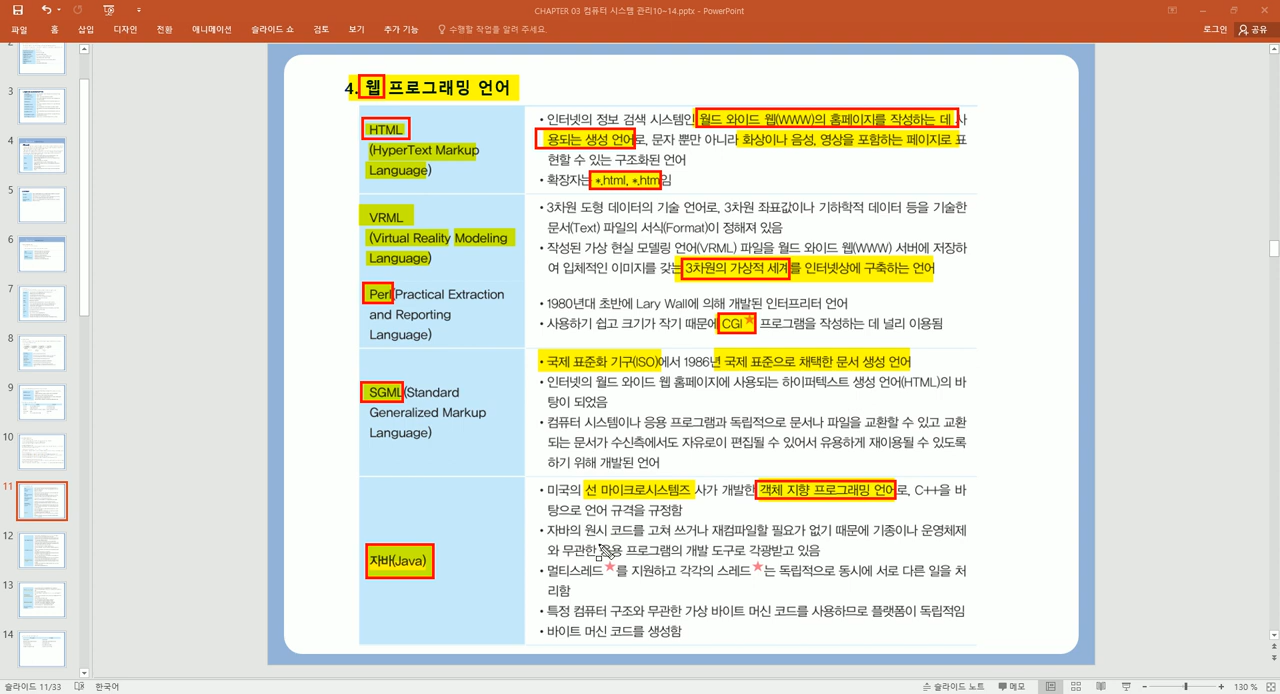 CHAPTER 03 컴퓨터 시스템 관리10~14.pptx - PowerPoint
파일 홈 삽입 디자인 전환 애니메이션 슬라이드 쇼 검토 보기 추가 기능 수행할 작업을 알려 주세요. 로그인 공유
2
3
4
5
6
7
8
9
10
11
12
13
14
4. 웹 프로그래밍 언어
HTML
(HyperText Markup
Language)
• 인터넷의 정보 검색 시스템인 월드 와이드 웹(WWW)의 홈페이지를 작성하는 데 사
용되는 생성 언어로, 문자 뿐만 아니라 화상이나 음성, 영상을 포함하는 페이지로 표
현할 수 있는 구조화된 언어
• 확장자는 *.html, *.htm임
VRML
(Virtual Reality Modeling
Language)
• 3차원 도형 데이터의 기술 언어로, 3차원 좌표값이나 기하학적 데이터 등을 기술한
문서(Text) 파일의 서식(Format)이 정해져 있음
• 작성된 가상 현실 모델링 언어(VRML) 파일을 월드 와이드 웹(WWW) 서버에 저장하
여 입체적인 이미지를 갖는 3차원의 가상적 세계를 인터넷상에 구축하는 언어
Perl(Practical Extraction
and Reporting
Language)
• 1980년대 초반에 Lary Wall에 의해 개발된 인터프리터 언어
• 사용하기 쉽고 크기가 작기 때문에 CGI★ 프로그램을 작성하는 데 널리 이용됨
SGML(Standard
Generalized Markup
Language)
• 국제 표준화 기구(ISO)에서 1986년 국제 표준으로 채택한 문서 생성 언어
• 인터넷의 월드 와이드 웹 홈페이지에 사용되는 하이퍼텍스트 생성 언어(HTML)의 바
탕이 되었음
• 컴퓨터 시스템이나 응용 프로그램과 독립적으로 문서나 파일을 교환할 수 있고 교환
되는 문서가 수신측에서도 자유로이 편집될 수 있어서 유용하게 재이용될 수 있도록
하기 위해 개발된 언어
자바(Java)
• 미국의 선 마이크로시스템즈 사가 개발한 객체 지향 프로그래밍 언어로, C++을 바
탕으로 언어 규격을 규정함
• 자바의 원시 코드를 고쳐 쓰거나 재컴파일할 필요가 없기 때문에 기종이나 운영체제
와 무관한 응용 프로그램의 개발 도구로 각광받고 있음
• 멀티스레드★를 지원하고 각각의 스레드★는 독립적으로 동시에 서로 다른 일을 처
리함
• 특정 컴퓨터 구조와 무관한 가상 바이트 머신 코드를 사용하므로 플랫폼이 독립적임
• 바이트 머신 코드를 생성함
슬라이드 11/33 한국어 슬라이드 노트 메모 130 %